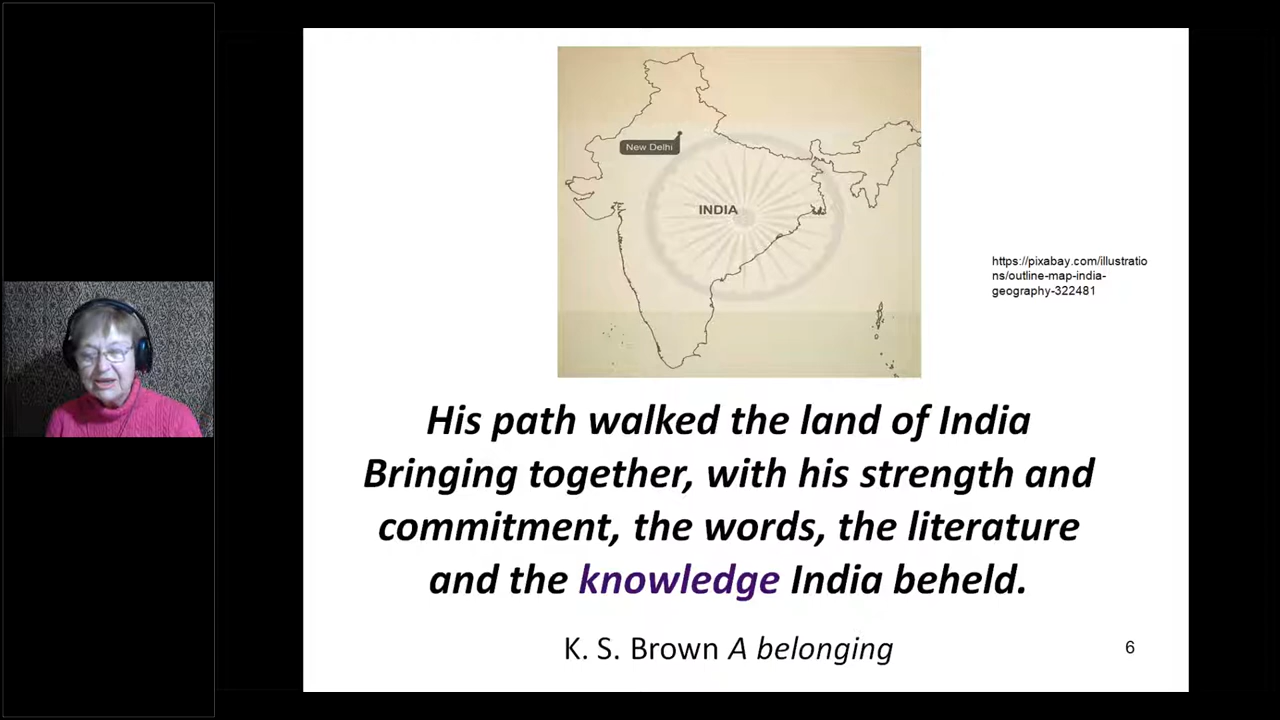 New Delhi
INDIA
https://pixabay.com/illustratio
ns/outline-map-india-
geography-322481
His path walked the land of India
Bringing together, with his strength and
commitment, the words, the literature
and the knowledge India beheld.
K. S. Brown A belonging
6